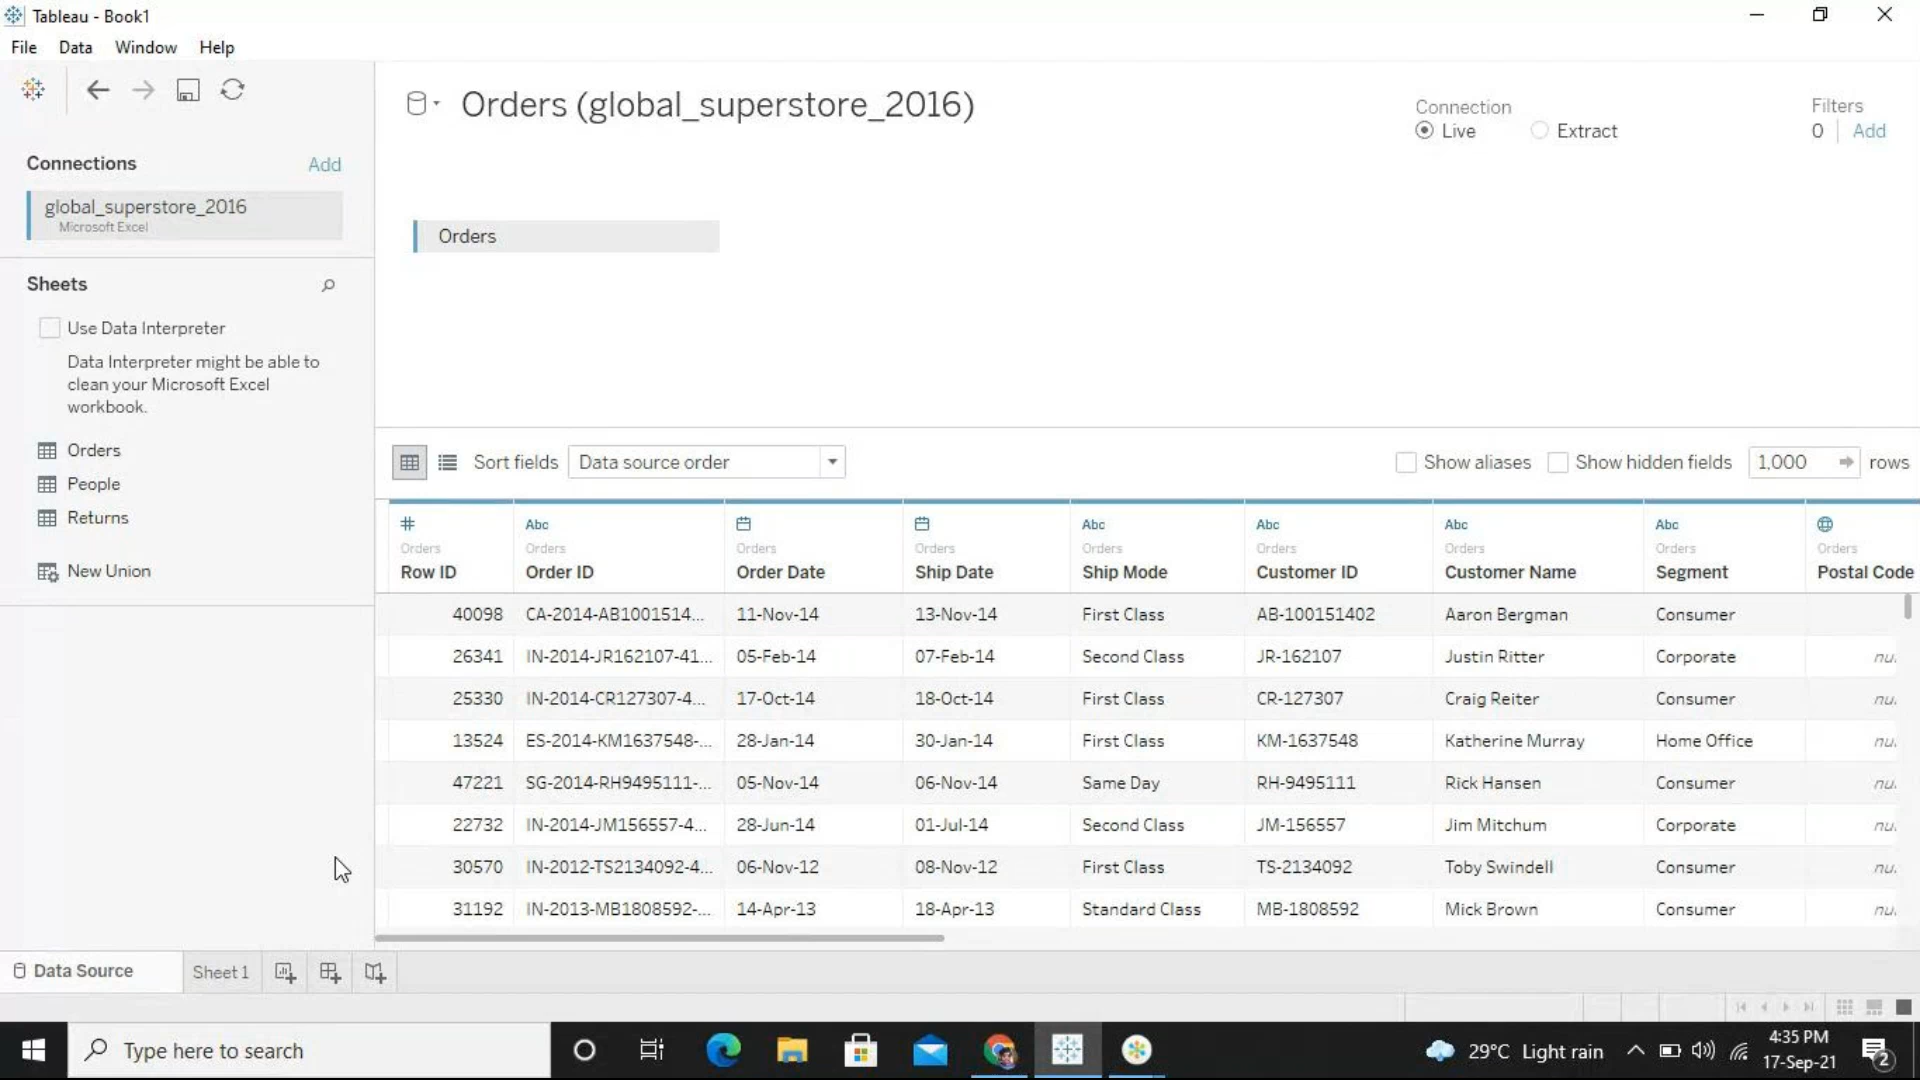 Tableau - Book1
File Data Window Help
Orders (global_superstore_2016)
Connection
Live Extract
Filters
0 Add
Connections Add
global_superstore_2016
Microsoft Excel
Orders
Sheets
Use Data Interpreter
Data Interpreter might be able to
clean your Microsoft Excel
workbook.
Orders
People
Returns
New Union
Sort fields Data source order Show aliases Show hidden fields 1,000 rows
# Abc Abc Abc Abc Abc
Orders Orders Orders Orders Orders Orders Orders Orders Orders
Row ID Order ID Order Date Ship Date Ship Mode Customer ID Customer Name Segment Postal Code
40098 CA-2014-AB1001514... 11-Nov-14 13-Nov-14 First Class AB-100151402 Aaron Bergman Consumer
26341 IN-2014-JR162107-41... 05-Feb-14 07-Feb-14 Second Class JR-162107 Justin Ritter Corporate
25330 IN-2014-CR127307-4... 17-Oct-14 18-Oct-14 First Class CR-127307 Craig Reiter Consumer
13524 ES-2014-KM1637548-... 28-Jan-14 30-Jan-14 First Class KM-1637548 Katherine Murray Home Office
47221 SG-2014-RH9495111-... 05-Nov-14 06-Nov-14 Same Day RH-9495111 Rick Hansen Consumer
22732 IN-2014-JM156557-4... 28-Jun-14 01-Jul-14 Second Class JM-156557 Jim Mitchum Corporate
30570 IN-2012-TS2134092-4... 06-Nov-12 08-Nov-12 First Class TS-2134092 Toby Swindell Consumer
31192 IN-2013-MB1808592-... 14-Apr-13 18-Apr-13 Standard Class MB-1808592 Mick Brown Consumer
Data Source Sheet 1
Type here to search
29°C Light rain
4:35 PM
17-Sep-21
2